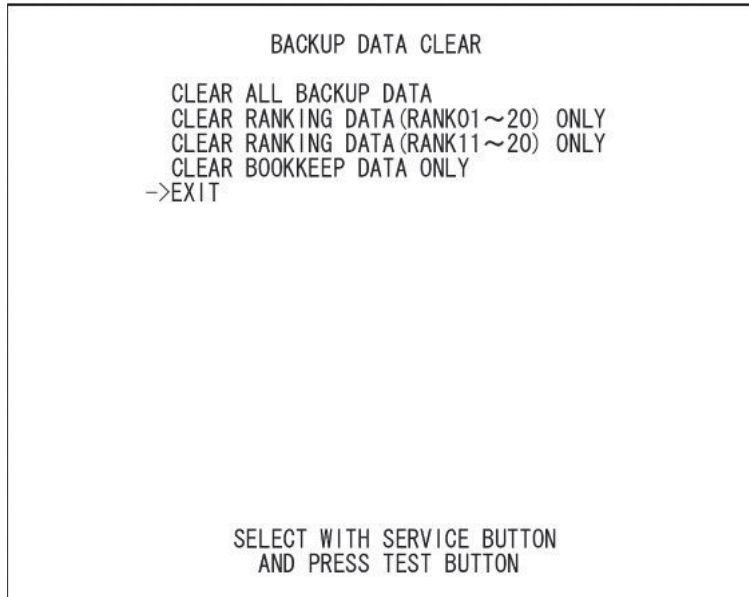 BACKUP DATA CLEAR
CLEAR ALL BACKUP DATA
CLEAR RANKING DATA(RANK01～20) ONLY
CLEAR RANKING DATA(RANK11～20) ONLY
CLEAR BOOKKEEP DATA ONLY
->EXIT
SELECT WITH SERVICE BUTTON
AND PRESS TEST BUTTON